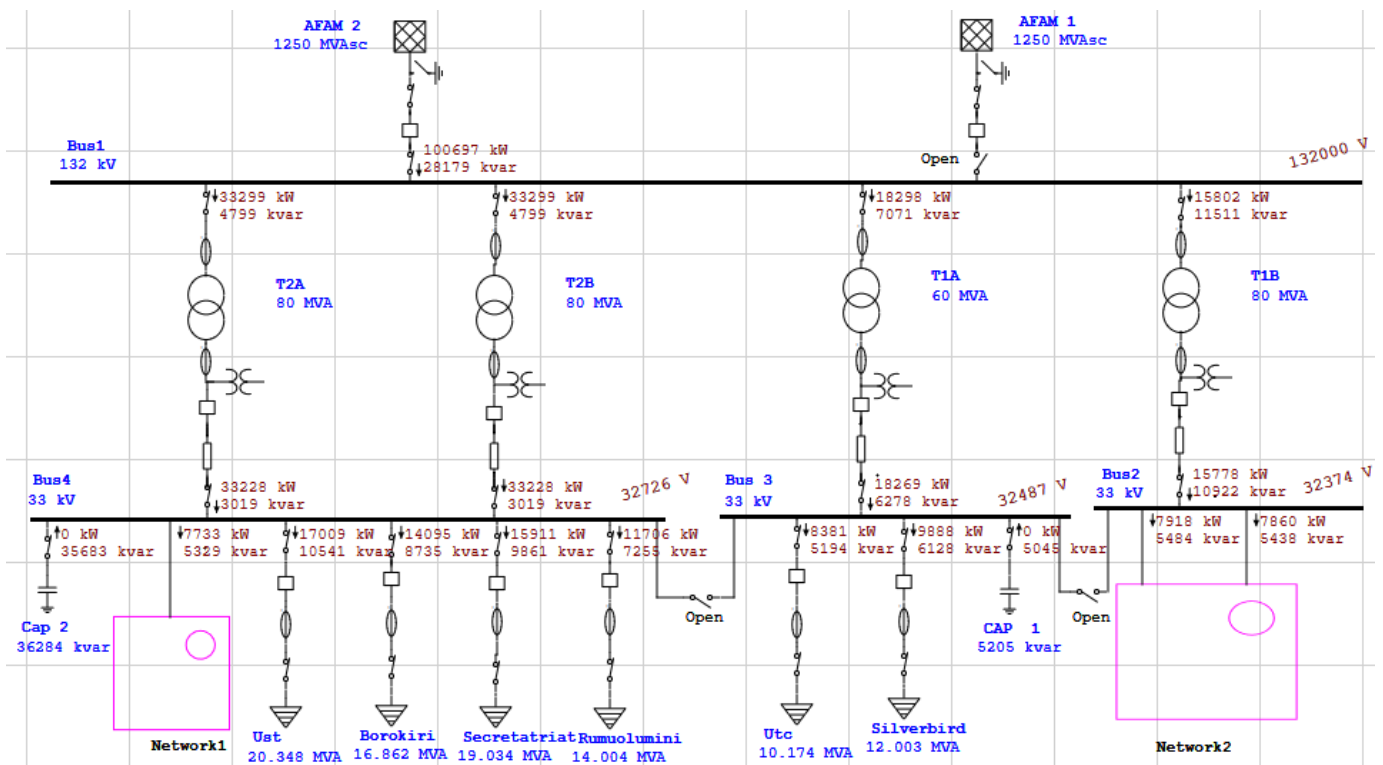 AFAM 2
1250 MVAsc
AFAM 1
1250 MVAsc
Bus1
132 kV
100697 kW
28179 kvar
Open
132000 V
33299 kW
4799 kvar
33299 kW
4799 kvar
18298 kW
7071 kvar
15802 kW
11511 kvar
T2A
80 MVA
T2B
80 MVA
T1A
60 MVA
T1B
80 MVA
Bus4
33 kV
33228 kW
3019 kvar
33228 kW
3019 kvar
32726 V
Bus 3
33 kV
18269 kW
6278 kvar
32487 V
Bus2
33 kV
15778 kW
10922 kvar
32374 V
0 kW
35683 kvar
7733 kW
5329 kvar
17009 kW
10541 kvar
14095 kW
8735 kvar
15911 kW
9861 kvar
11706 kW
7255 kvar
8381 kW
5194 kvar
9888 kW
6128 kvar
0 kW
5045 kvar
7918 kW
5484 kvar
7860 kW
5438 kvar
Open
Open
Cap 2
36284 kvar
CAP 1
5205 kvar
Network1
Ust
20.348 MVA
Borokiri
16.862 MVA
Secretatriat
19.034 MVA
Rumuolumini
14.004 MVA
Utc
10.174 MVA
Silverbird
12.003 MVA
Network2